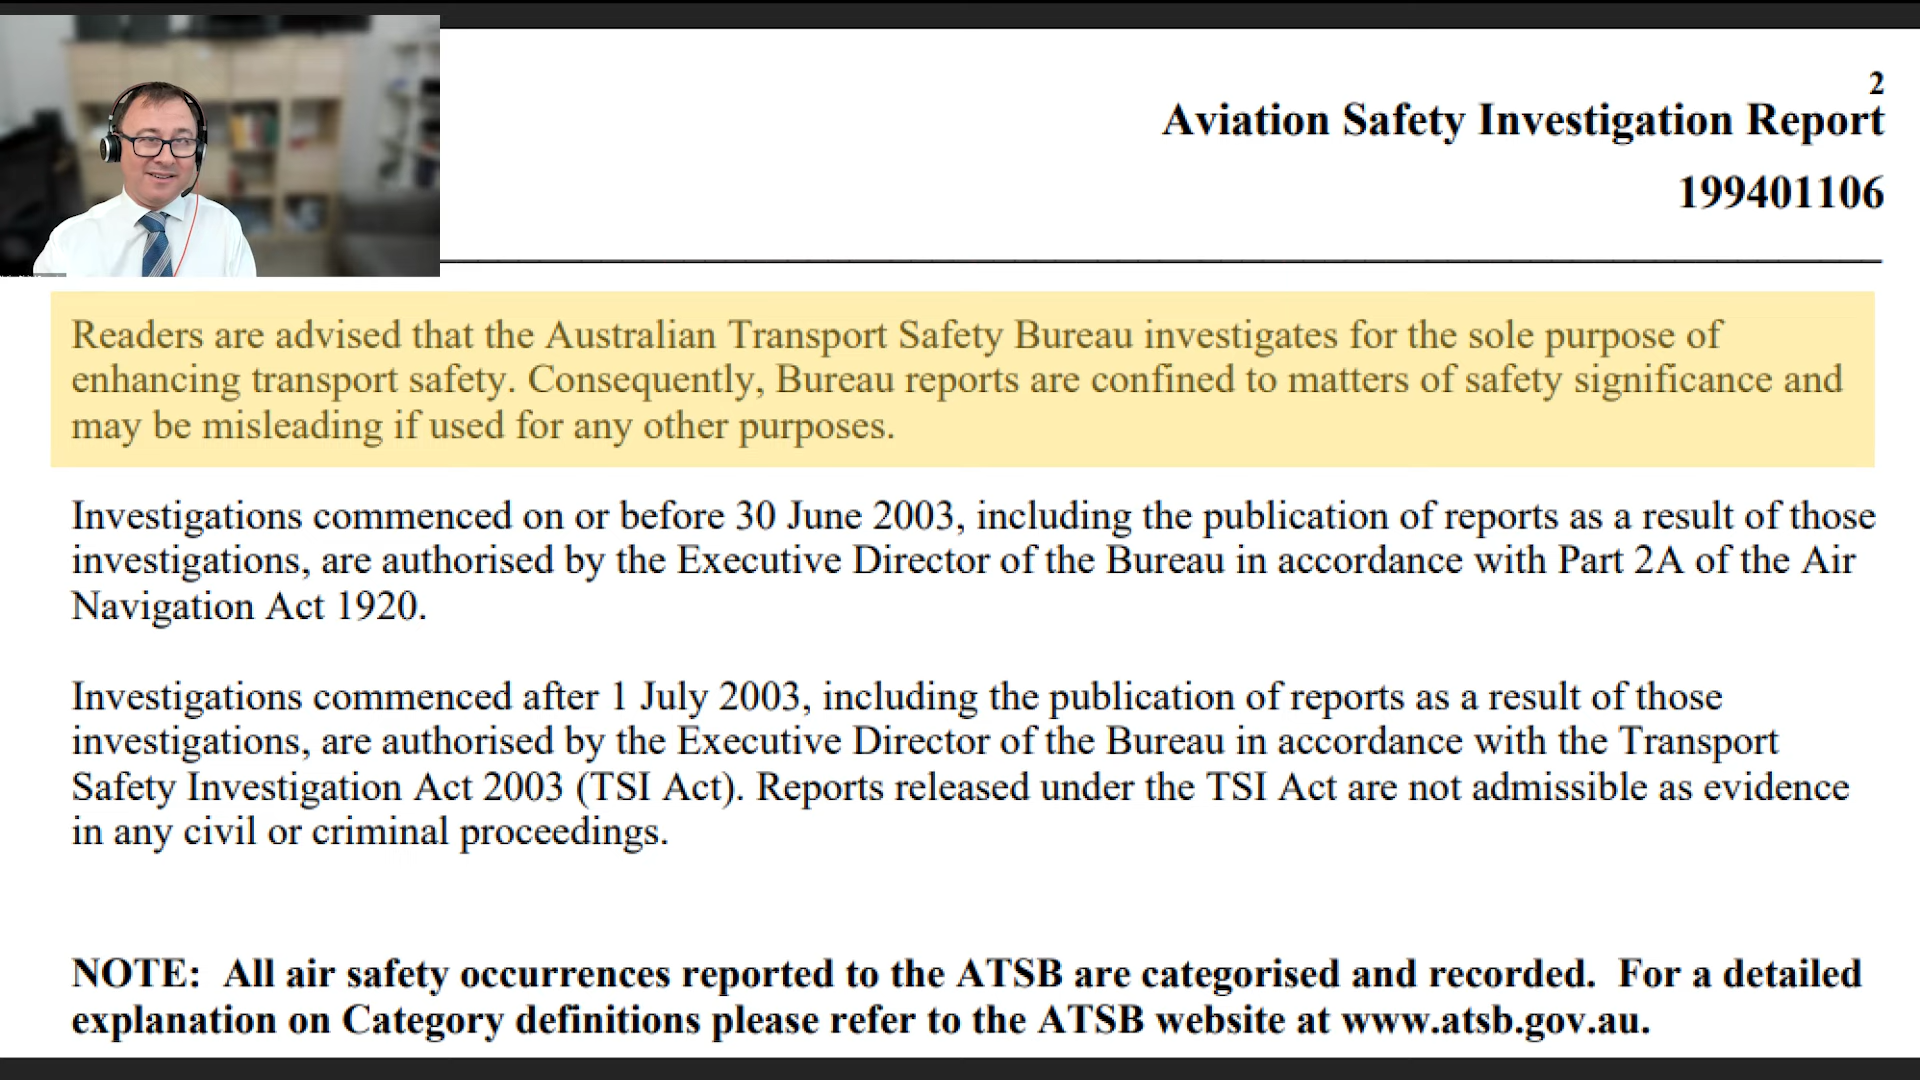 2
Aviation Safety Investigation Report
199401106
Readers are advised that the Australian Transport Safety Bureau investigates for the sole purpose of
enhancing transport safety. Consequently, Bureau reports are confined to matters of safety significance and
may be misleading if used for any other purposes.
Investigations commenced on or before 30 June 2003, including the publication of reports as a result of those
investigations, are authorised by the Executive Director of the Bureau in accordance with Part 2A of the Air
Navigation Act 1920.
Investigations commenced after 1 July 2003, including the publication of reports as a result of those
investigations, are authorised by the Executive Director of the Bureau in accordance with the Transport
Safety Investigation Act 2003 (TSI Act). Reports released under the TSI Act are not admissible as evidence
in any civil or criminal proceedings.
NOTE: All air safety occurrences reported to the ATSB are categorised and recorded. For a detailed
explanation on Category definitions please refer to the ATSB website at www.atsb.gov.au.